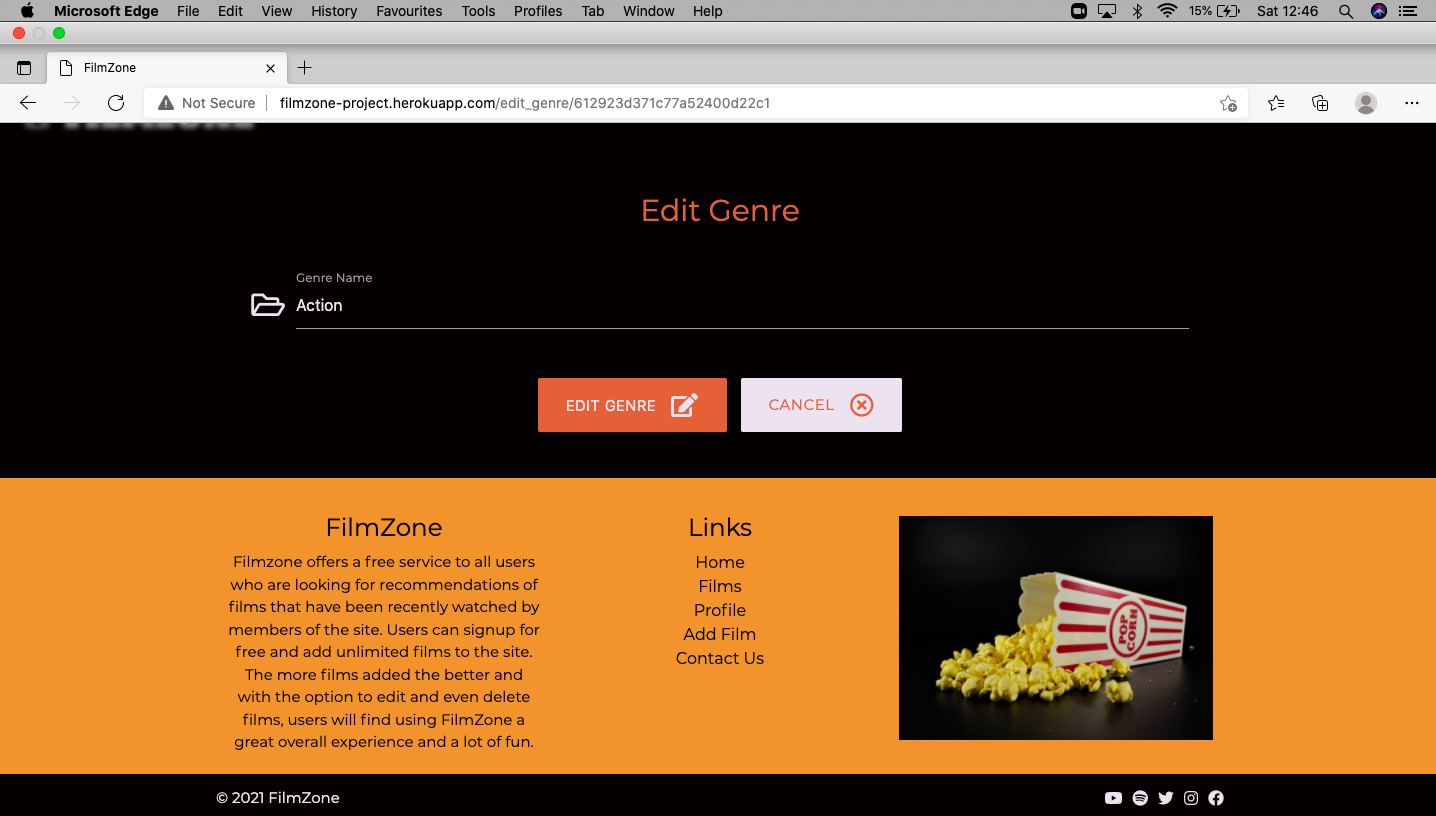 Microsoft Edge File Edit View History Favourites Tools Profiles Tab Window Help 15% Sat 12:46
FilmZone
Not Secure filmzone-project.herokuapp.com/edit_genre/612923d371c77a52400d22c1
Edit Genre
Genre Name
Action
EDIT GENRE
CANCEL
FilmZone
Filmzone offers a free service to all users
who are looking for recommendations of
films that have been recently watched by
members of the site. Users can signup for
free and add unlimited films to the site.
The more films added the better and
with the option to edit and even delete
films, users will find using FilmZone a
great overall experience and a lot of fun.
Links
Home
Films
Profile
Add Film
Contact Us
POP
CORN
© 2021 FilmZone